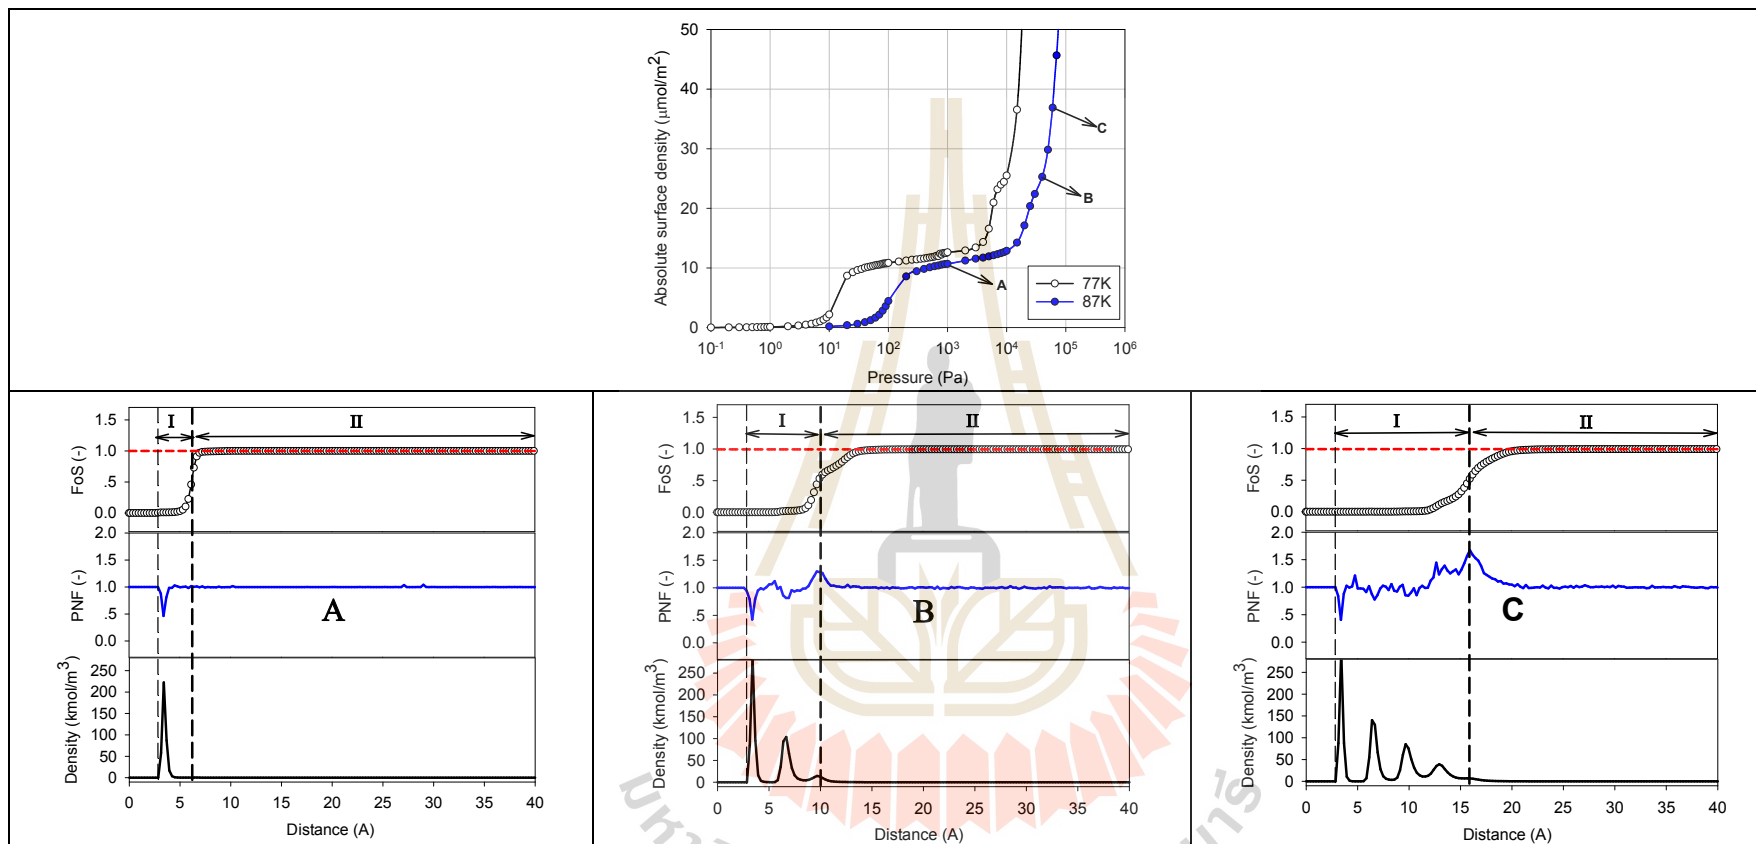 50
40
30
20
10
0
Absolute surface density (μmol/m²)
C
B
A
77K
87K
10⁻¹ 10⁰ 10¹ 10² 10³ 10⁴ 10⁵ 10⁶
Pressure (Pa)
I II
1.5
1.0
.5
0.0
FoS (-)
2.0
1.5
1.0
.5
0.0
PNF (-)
A
250
200
150
100
50
0
Density (kmol/m³)
0 5 10 15 20 25 30 35 40
Distance (A)
I II
1.5
1.0
.5
0.0
FoS (-)
2.0
1.5
1.0
.5
0.0
PNF (-)
B
250
200
150
100
50
0
Density (kmol/m³)
0 5 10 15 20 25 30 35 40
Distance (A)
I II
1.5
1.0
.5
0.0
FoS (-)
2.0
1.5
1.0
.5
0.0
PNF (-)
C
250
200
150
100
50
0
Density (kmol/m³)
0 5 10 15 20 25 30 35 40
Distance (A)